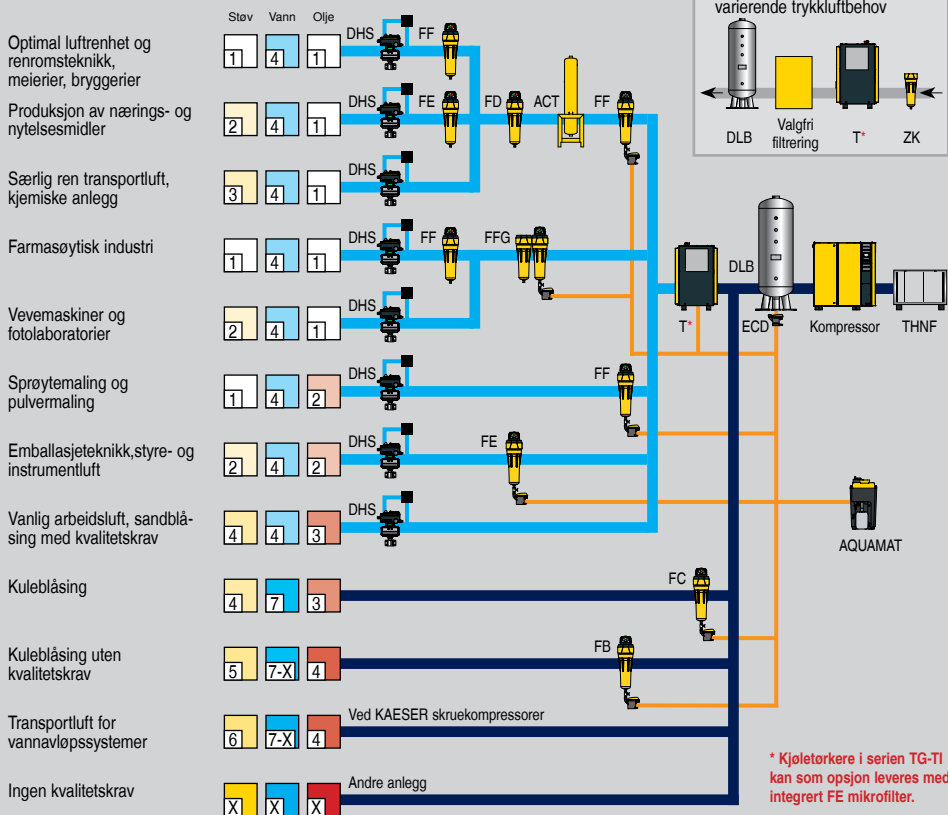 varierende trykkluftbehov
DLB
Valgfri
filtrering
T*
ZK
Støv Vann Olje
Optimal luftrenhet og
renromsteknikk,
meierier, bryggerier
1 4 1
DHS FF
Produksjon av nærings- og
nytelsesmidler
2 4 1
DHS FE FD ACT FF
Særlig ren transportluft,
kjemiske anlegg
3 4 1
DHS
Farmasøytisk industri
1 4 1
DHS FF FFG
Vevemaskiner og
fotolaboratorier
2 4 1
DHS
DLB
T* ECD Kompressor THNF
Sprøytemaling og
pulvermaling
1 4 2
DHS FF
Emballasjeteknikk,styre- og
instrumentluft
2 4 2
DHS FE
Vanlig arbeidsluft, sandblå-
sing med kvalitetskrav
4 4 3
DHS
AQUAMAT
Kuleblåsing
4 7 3
FC
Kuleblåsing uten
kvalitetskrav
5 7-X 4
FB
Transportluft for
vannavløpssystemer
6 7-X 4
Ved KAESER skruekompressorer
Ingen kvalitetskrav
X X X
Andre anlegg
* Kjøletørkere i serien TG-TI
kan som opsjon leveres med
integrert FE mikrofilter.